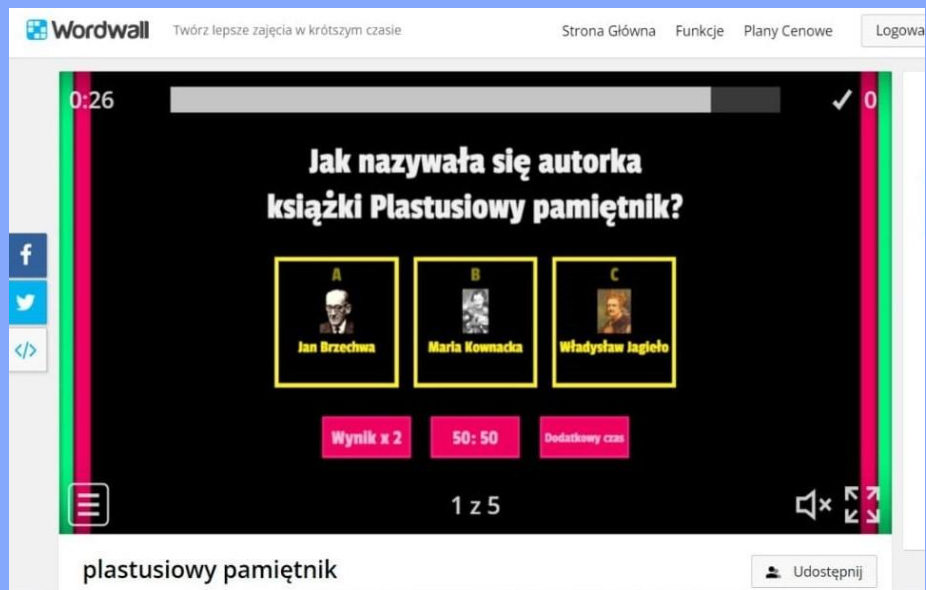 Wordwall Twórz lepsze zajęcia w krótszym czasie Strona Główna Funkcje Plany Cenowe Logowa
0:26 0
Jak nazywała się autorka
książki Plastusiowy pamiętnik?
A B C
Jan Brzechwa Maria Kownacka Władysław Jagieło
Wynik x 2 50: 50 Dodatkowy czas
1 z 5
plastusiowy pamiętnik Udostępnij